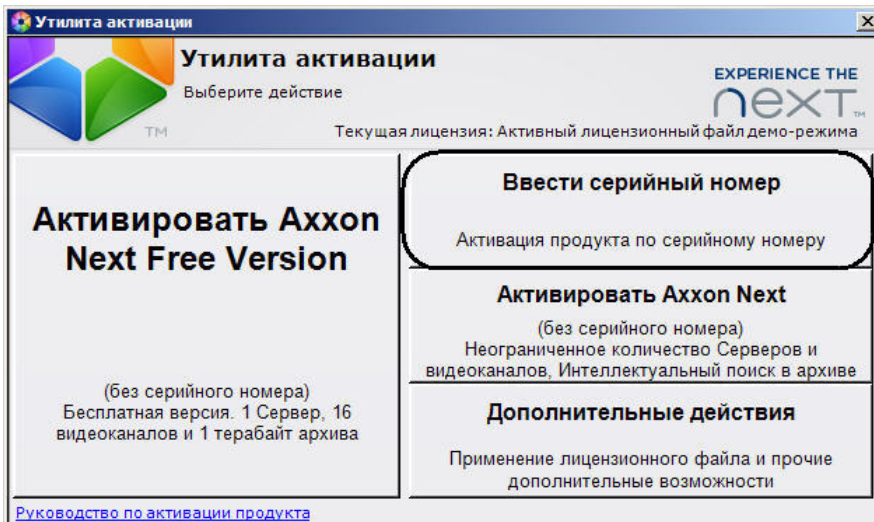 Утилита активации
Утилита активации
Выберите действие
EXPERIENCE THE
next
TM
TM
Текущая лицензия: Активный лицензионный файл демо-режима
Активировать Axxon
Next Free Version
(без серийного номера)
Бесплатная версия. 1 Сервер, 16
видеоканалов и 1 терабайт архива
Ввести серийный номер
Активация продукта по серийному номеру
Активировать Axxon Next
(без серийного номера)
Неограниченное количество Серверов и
видеоканалов, Интеллектуальный поиск в архиве
Дополнительные действия
Применение лицензионного файла и прочие
дополнительные возможности
Руководство по активации продукта